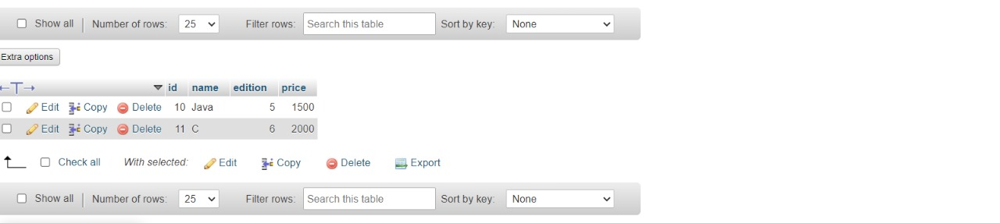 Show all Number of rows: 25 Filter rows: Search this table Sort by key: None
Extra options
id name edition price
Edit Copy Delete 10 Java 5 1500
Edit Copy Delete 11 C 6 2000
Check all With selected: Edit Copy Delete Export
Show all Number of rows: 25 Filter rows: Search this table Sort by key: None